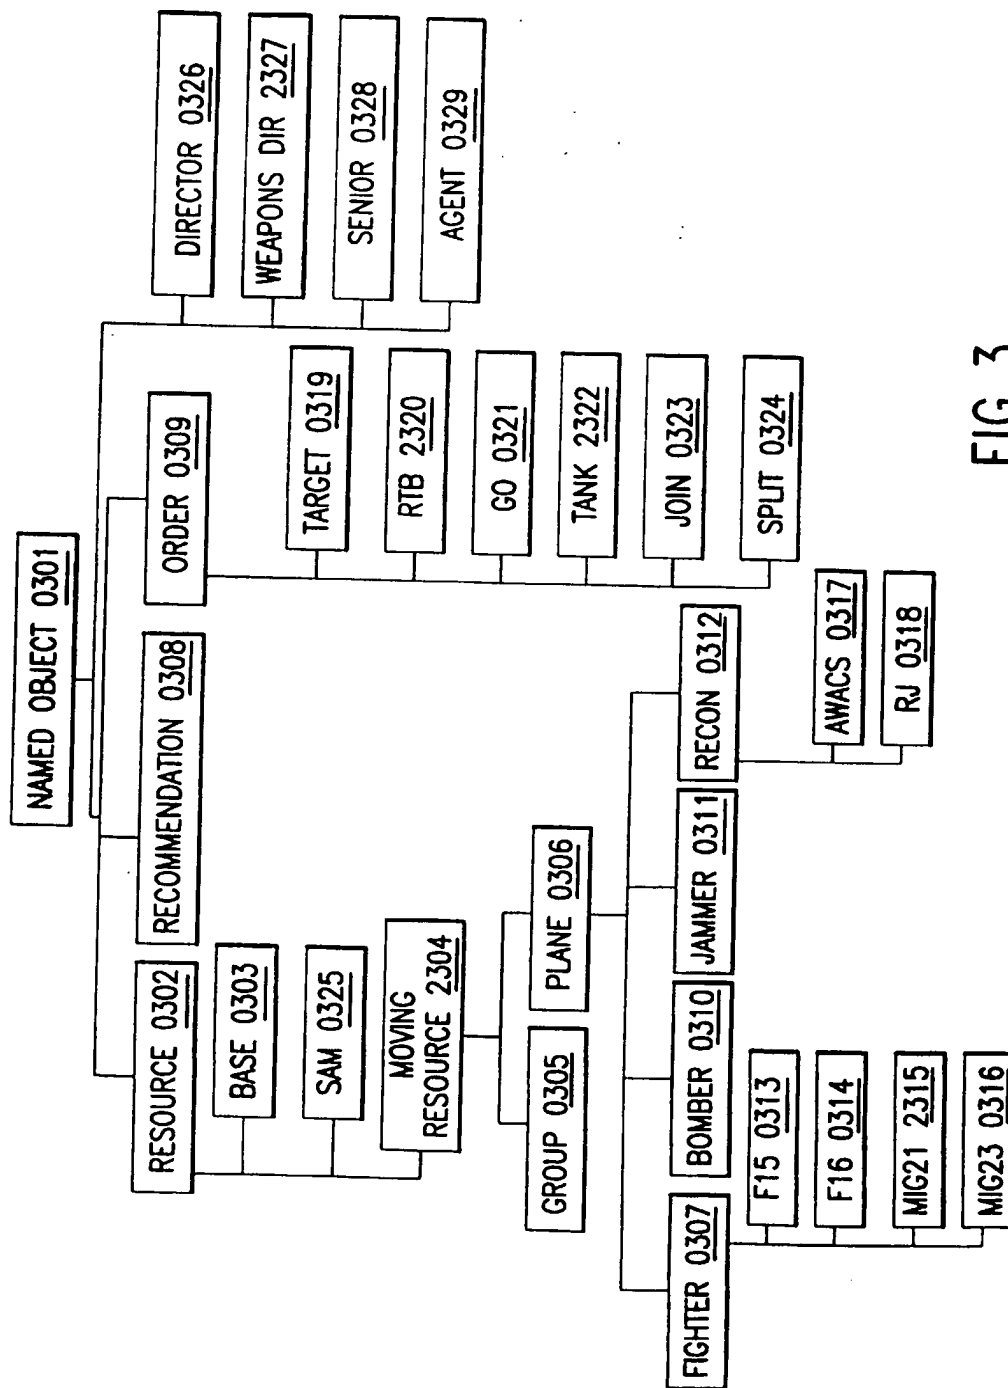 NAMED OBJECT 0301
RESOURCE 0302
RECOMMENDATION 0308
ORDER 0309
DIRECTOR 0326
WEAPONS DIR 2327
SENIOR 0328
AGENT 0329
BASE 0303
SAM 0325
MOVING
RESOURCE 2304
TARGET 0319
RTB 2320
GO 0321
TANK 2322
JOIN 0323
SPLIT 0324
GROUP 0305
PLANE 0306
FIGHTER 0307
BOMBER 0310
JAMMER 0311
RECON 0312
F15 0313
F16 0314
MIG21 2315
MIG23 0316
AWACS 0317
RJ 0318
FIG 3